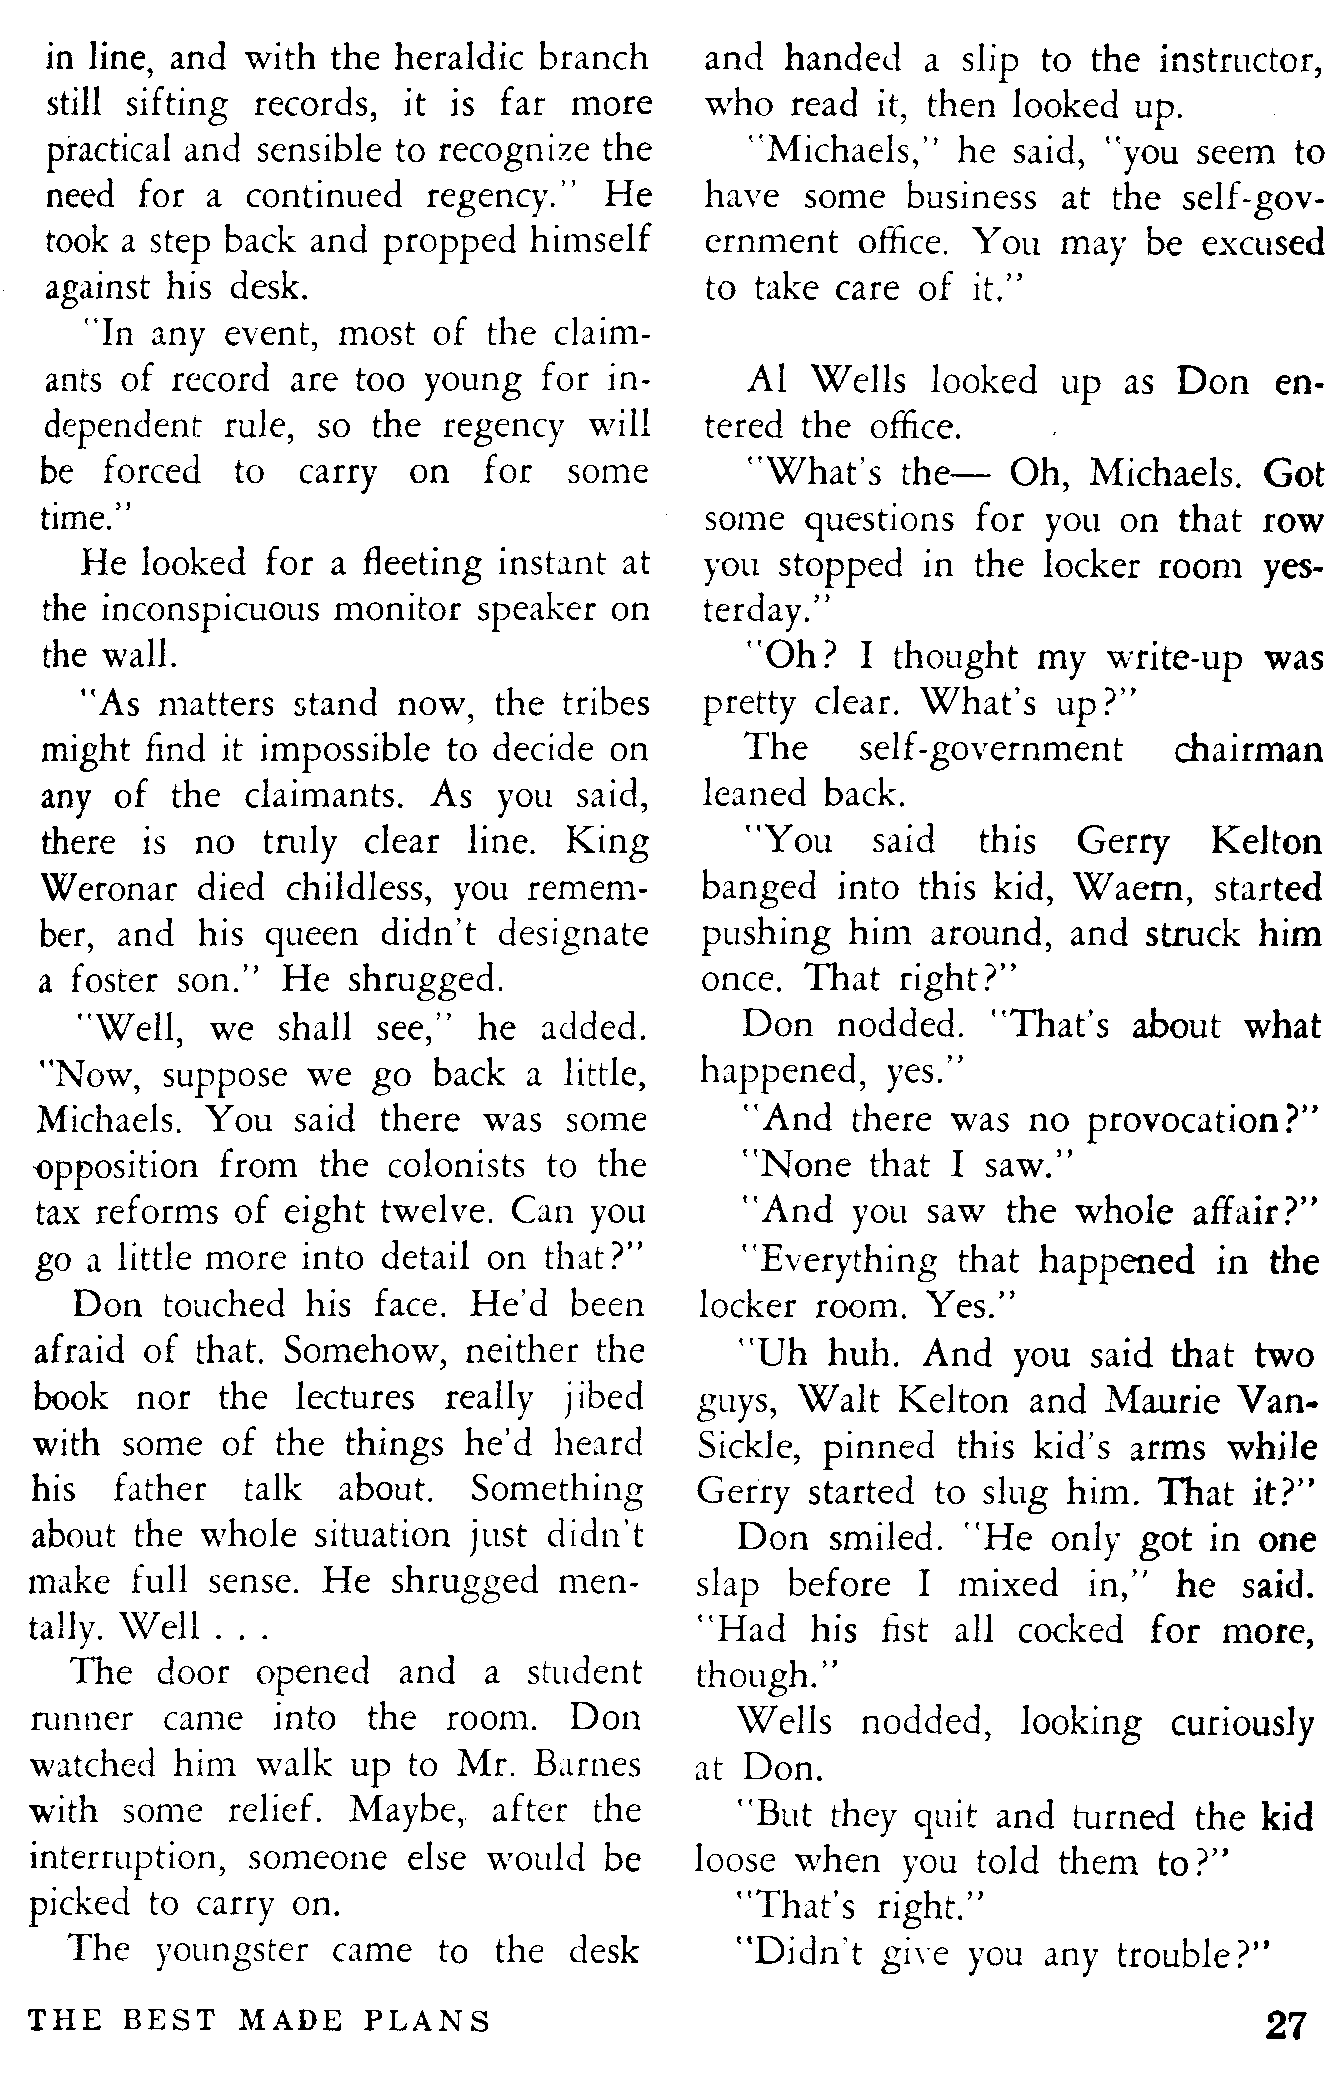 in line, and with the heraldic branch
still sifting records, it is far more
practical and sensible to recognize the
need for a continued regency." He
took a step back and propped himself
against his desk.
"In any event, most of the claim-
ants of record are too young for in-
dependent rule, so the regency will
be forced to carry on for some
time."
He looked for a fleeting instant at
the inconspicuous monitor speaker on
the wall.
"As matters stand now, the tribes
might find it impossible to decide on
any of the claimants. As you said,
there is no truly clear line. King
Weronar died childless, you remem-
ber, and his queen didn't designate
a foster son." He shrugged.
"Well, we shall see," he added.
"Now, suppose we go back a little,
Michaels. You said there was some
opposition from the colonists to the
tax reforms of eight twelve. Can you
go a little more into detail on that?"
Don touched his face. He'd been
afraid of that. Somehow, neither the
book nor the lectures really jibed
with some of the things he'd heard
his father talk about. Something
about the whole situation just didn't
make full sense. He shrugged men-
tally. Well . . .
The door opened and a student
runner came into the room. Don
watched him walk up to Mr. Barnes
with some relief. Maybe, after the
interruption, someone else would be
picked to carry on.
The youngster came to the desk
and handed a slip to the instructor,
who read it, then looked up.
"Michaels," he said, "you seem to
have some business at the self-gov-
ernment office. You may be excused
to take care of it."
Al Wells looked up as Don en-
tered the office.
"What's the— Oh, Michaels. Got
some questions for you on that row
you stopped in the locker room yes-
terday."
"Oh? I thought my write-up was
pretty clear. What's up?"
The self-government chairman
leaned back.
"You said this Gerry Kelton
banged into this kid, Waern, started
pushing him around, and struck him
once. That right?"
Don nodded. "That's about what
happened, yes."
"And there was no provocation?"
"None that I saw."
"And you saw the whole affair?"
"Everything that happened in the
locker room. Yes."
"Uh huh. And you said that two
guys, Walt Kelton and Maurie Van-
Sickle, pinned this kid's arms while
Gerry started to slug him. That it?"
Don smiled. "He only got in one
slap before I mixed in," he said.
"Had his fist all cocked for more,
though."
Wells nodded, looking curiously
at Don.
"But they quit and turned the kid
loose when you told them to?"
"That's right."
"Didn't give you any trouble?"
THE BEST MADE PLANS
27